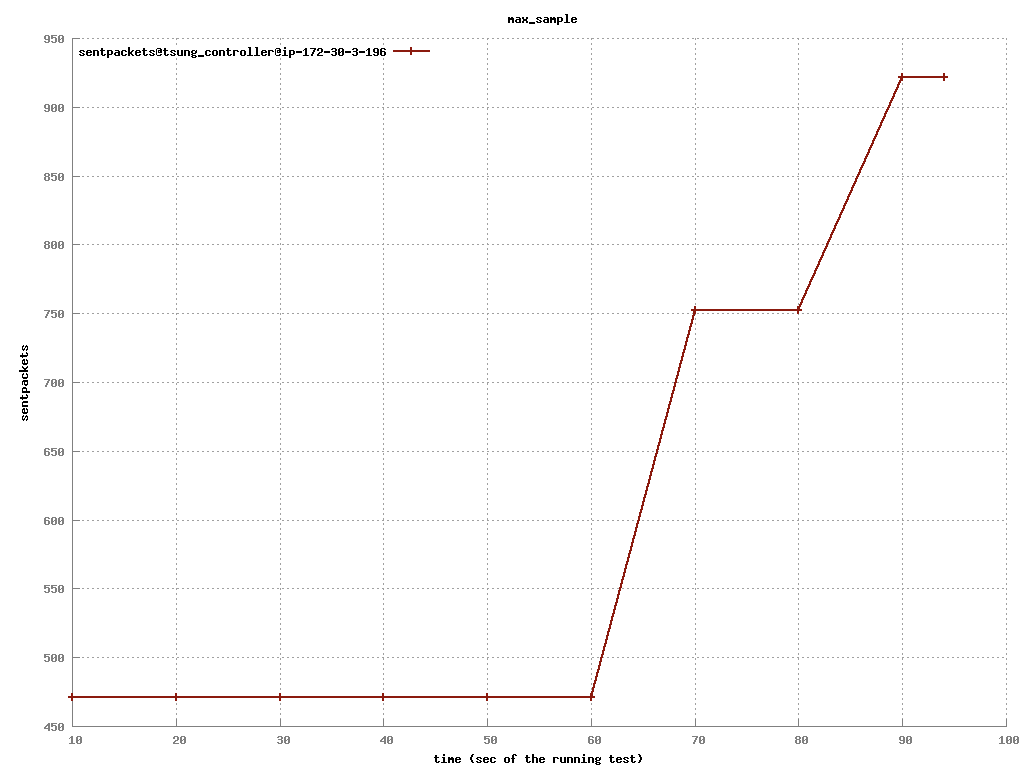 max_sample
sentpackets@tsung_controller@ip-172-30-3-196
950
900
850
800
750
700
650
600
550
500
450
sentpackets
10 20 30 40 50 60 70 80 90 100
time (sec of the running test)